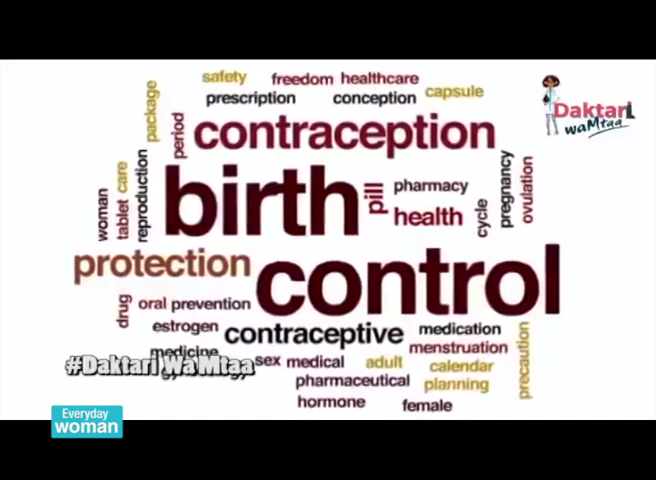 safety
freedom healthcare
prescription
conception
capsule
package
period
contraception
Daktari
waMtaa
birth
pill
pharmacy
health
cycle
pregnancy
ovulation
woman
tablet care
reproduction
protection
control
drug
oral prevention
estrogen
contraceptive
medication
medicine
menstruation
precaution
#Daktari Wa Mtaa
sex medical
adult
calendar
pharmaceutical
planning
hormone
female
Everyday
woman